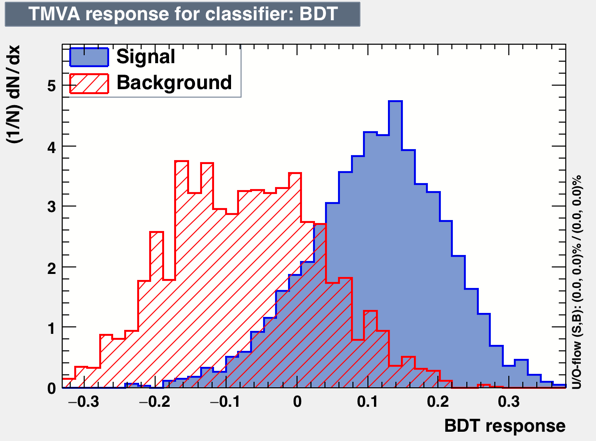 TMVA response for classifier: BDT
Signal
Background
(1/N) dN/dx
5
4
3
2
1
0
−0.3 −0.2 −0.1 0 0.1 0.2 0.3
BDT response
U/O-flow (S,B): (0.0, 0.0)% / (0.0, 0.0)%